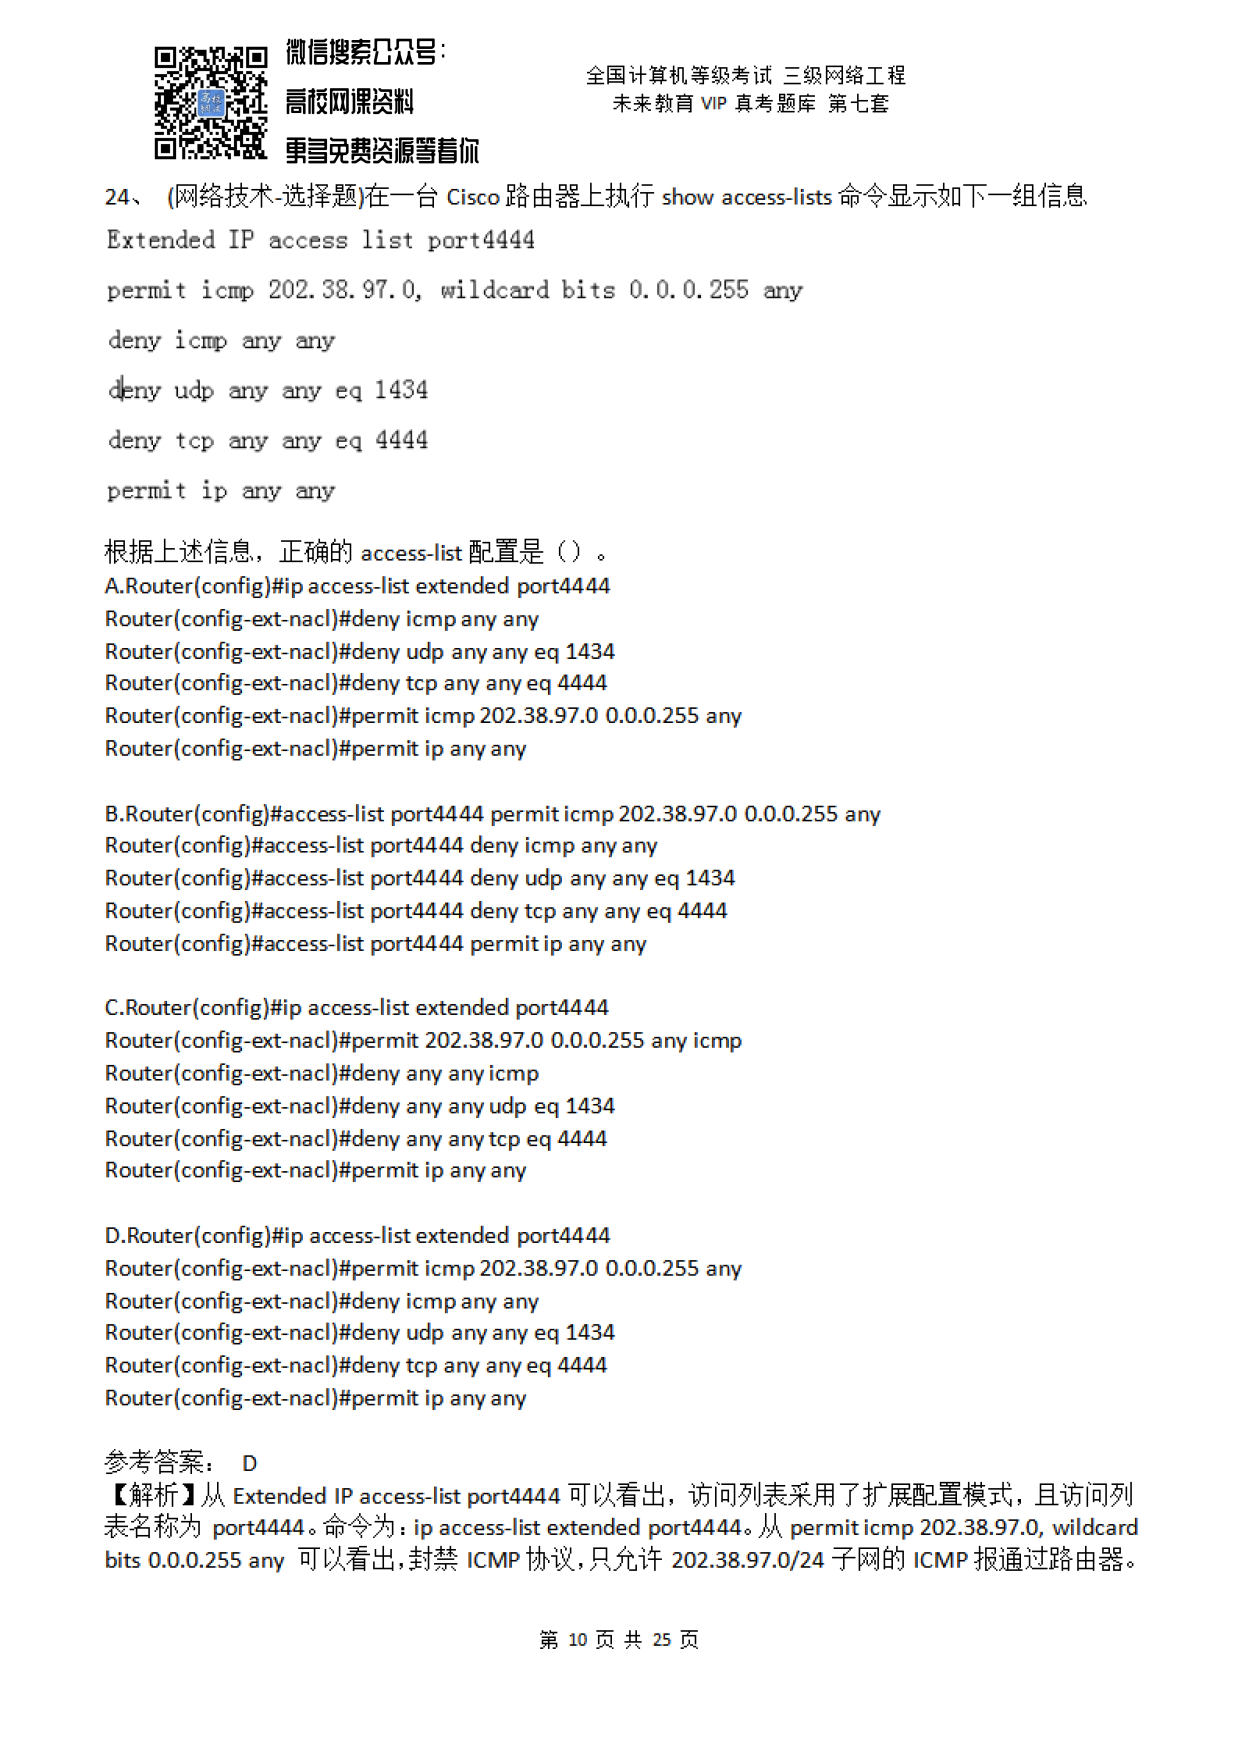 微信搜索公众号：
高校网课资料
更多免费资源等着你
全国计算机等级考试 三级网络工程
未来教育 VIP 真考题库 第七套
24、 (网络技术-选择题)在一台 Cisco 路由器上执行 show access-lists 命令显示如下一组信息
Extended IP access list port4444
permit icmp 202.38.97.0, wildcard bits 0.0.0.255 any
deny icmp any any
deny udp any any eq 1434
deny tcp any any eq 4444
permit ip any any
根据上述信息，正确的 access-list 配置是（）。
A.Router(config)#ip access-list extended port4444
Router(config-ext-nacl)#deny icmp any any
Router(config-ext-nacl)#deny udp any any eq 1434
Router(config-ext-nacl)#deny tcp any any eq 4444
Router(config-ext-nacl)#permit icmp 202.38.97.0 0.0.0.255 any
Router(config-ext-nacl)#permit ip any any
B.Router(config)#access-list port4444 permit icmp 202.38.97.0 0.0.0.255 any
Router(config)#access-list port4444 deny icmp any any
Router(config)#access-list port4444 deny udp any any eq 1434
Router(config)#access-list port4444 deny tcp any any eq 4444
Router(config)#access-list port4444 permit ip any any
C.Router(config)#ip access-list extended port4444
Router(config-ext-nacl)#permit 202.38.97.0 0.0.0.255 any icmp
Router(config-ext-nacl)#deny any any icmp
Router(config-ext-nacl)#deny any any udp eq 1434
Router(config-ext-nacl)#deny any any tcp eq 4444
Router(config-ext-nacl)#permit ip any any
D.Router(config)#ip access-list extended port4444
Router(config-ext-nacl)#permit icmp 202.38.97.0 0.0.0.255 any
Router(config-ext-nacl)#deny icmp any any
Router(config-ext-nacl)#deny udp any any eq 1434
Router(config-ext-nacl)#deny tcp any any eq 4444
Router(config-ext-nacl)#permit ip any any
参考答案： D
【解析】从 Extended IP access-list port4444 可以看出，访问列表采用了扩展配置模式，且访问列
表名称为 port4444。命令为：ip access-list extended port4444。从 permit icmp 202.38.97.0, wildcard
bits 0.0.0.255 any 可以看出，封禁 ICMP 协议，只允许 202.38.97.0/24 子网的 ICMP 报通过路由器。
第 10 页 共 25 页